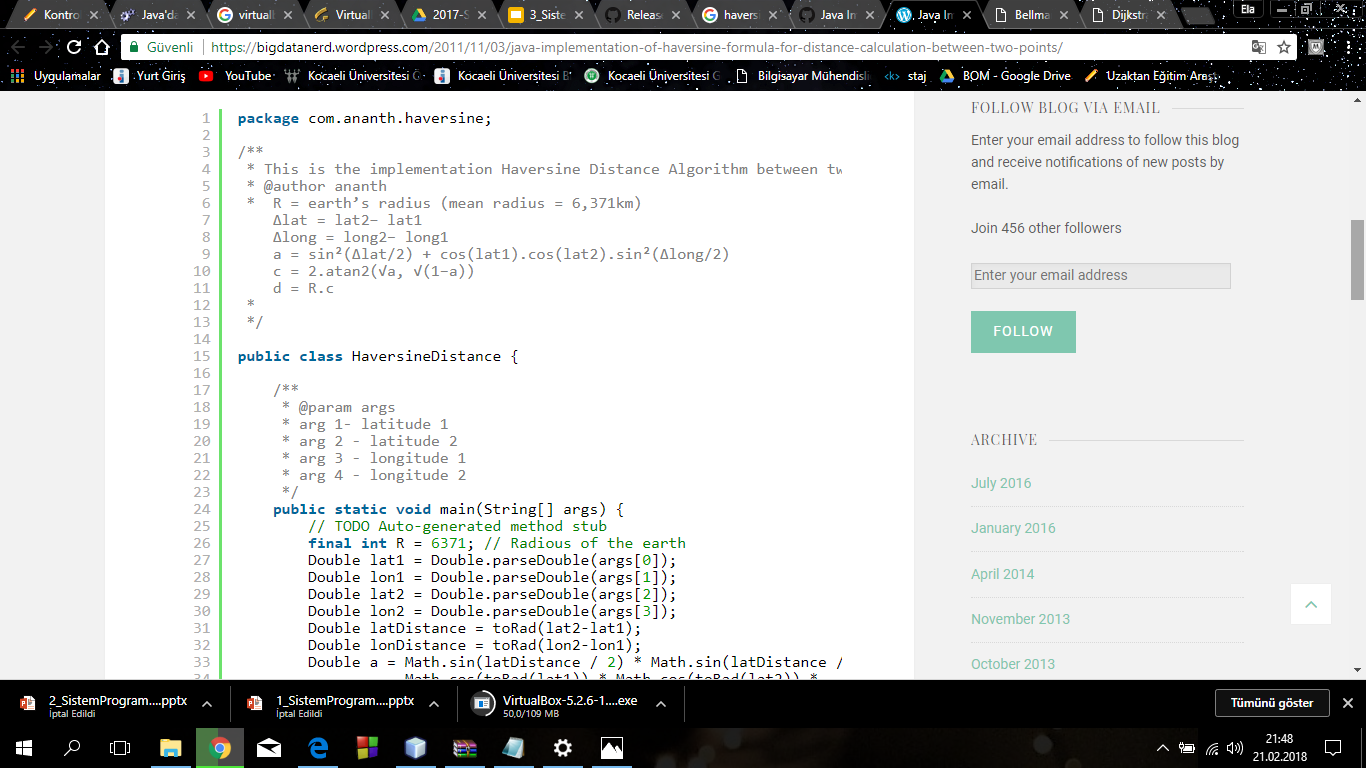 Kontro
Java'da
virtuall
Virtuall
2017-S
3_Siste
Releas
havers
Java In
Java In
Bellma
Dijkstra
Ela
Güvenli
https://bigdatanerd.wordpress.com/2011/11/03/java-implementation-of-haversine-formula-for-distance-calculation-between-two-points/
Uygulamalar
Yurt Giriş
YouTube
Kocaeli Üniversitesi G
Kocaeli Üniversitesi B
Kocaeli Üniversitesi G
Bilgisayar Mühendisli
<k> staj
BOM - Google Drive
Uzaktan Eğitim Araşt
1 package com.ananth.haversine;
2
3 /**
4 * This is the implementation Haversine Distance Algorithm between tw
5 * @author ananth
6 * R = earth’s radius (mean radius = 6,371km)
7 Δlat = lat2− lat1
8 Δlong = long2− long1
9 a = sin²(Δlat/2) + cos(lat1).cos(lat2).sin²(Δlong/2)
10 c = 2.atan2(√a, √(1−a))
11 d = R.c
12 *
13 */
14
15 public class HaversineDistance {
16
17 /**
18 * @param args
19 * arg 1- latitude 1
20 * arg 2 - latitude 2
21 * arg 3 - longitude 1
22 * arg 4 - longitude 2
23 */
24 public static void main(String[] args) {
25 // TODO Auto-generated method stub
26 final int R = 6371; // Radious of the earth
27 Double lat1 = Double.parseDouble(args[0]);
28 Double lon1 = Double.parseDouble(args[1]);
29 Double lat2 = Double.parseDouble(args[2]);
30 Double lon2 = Double.parseDouble(args[3]);
31 Double latDistance = toRad(lat2-lat1);
32 Double lonDistance = toRad(lon2-lon1);
33 Double a = Math.sin(latDistance / 2) * Math.sin(latDistance /
34 Math.cos(toRad(lat1)) * Math.cos(toRad(lat2)) *
FOLLOW BLOG VIA EMAIL
Enter your email address to follow this blog
and receive notifications of new posts by
email.
Join 456 other followers
Enter your email address
FOLLOW
ARCHIVE
July 2016
January 2016
April 2014
November 2013
October 2013
2_SistemProgram....pptx
İptal Edildi
1_SistemProgram....pptx
İptal Edildi
VirtualBox-5.2.6-1....exe
50,0/109 MB
Tümünü göster
21:48
21.02.2018